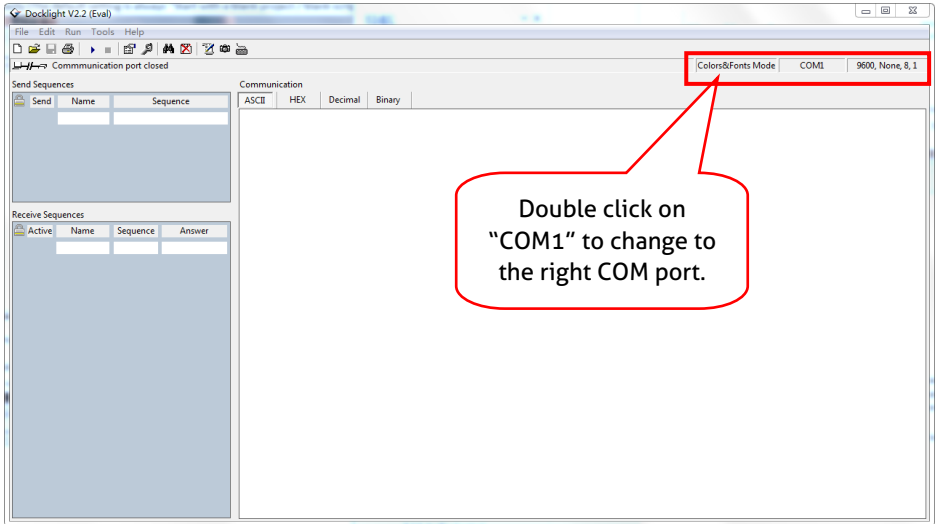 Docklight V2.2 (Eval)
File Edit Run Tools Help
Commmunication port closed
Colors&Fonts Mode COM1 9600, None, 8, 1
Send Sequences
Send Name Sequence
Communication
ASCII HEX Decimal Binary
Double click on
"COM1" to change to
the right COM port.
Receive Sequences
Active Name Sequence Answer